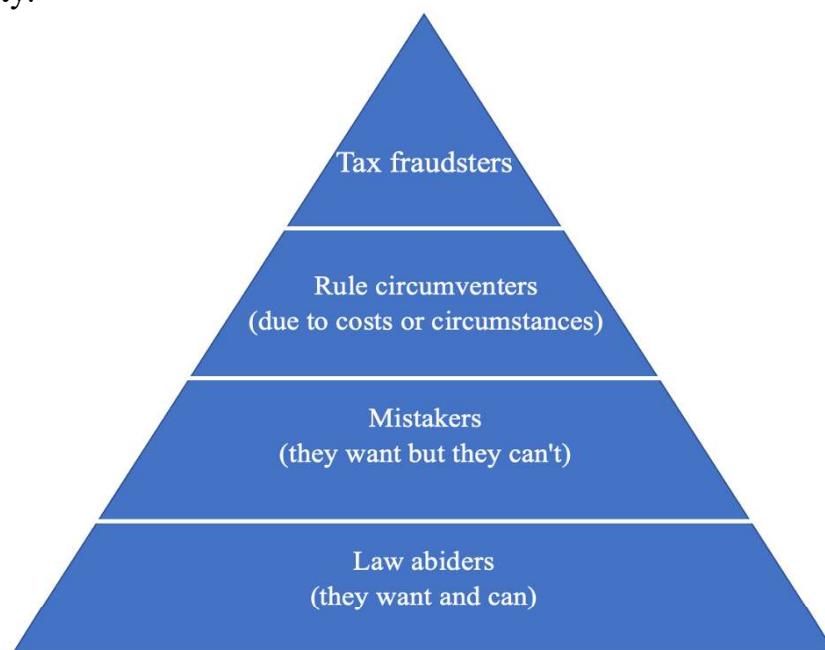 ty.
Tax fraudsters
Rule circumventers
(due to costs or circumstances)
Mistakers
(they want but they can't)
Law abiders
(they want and can)